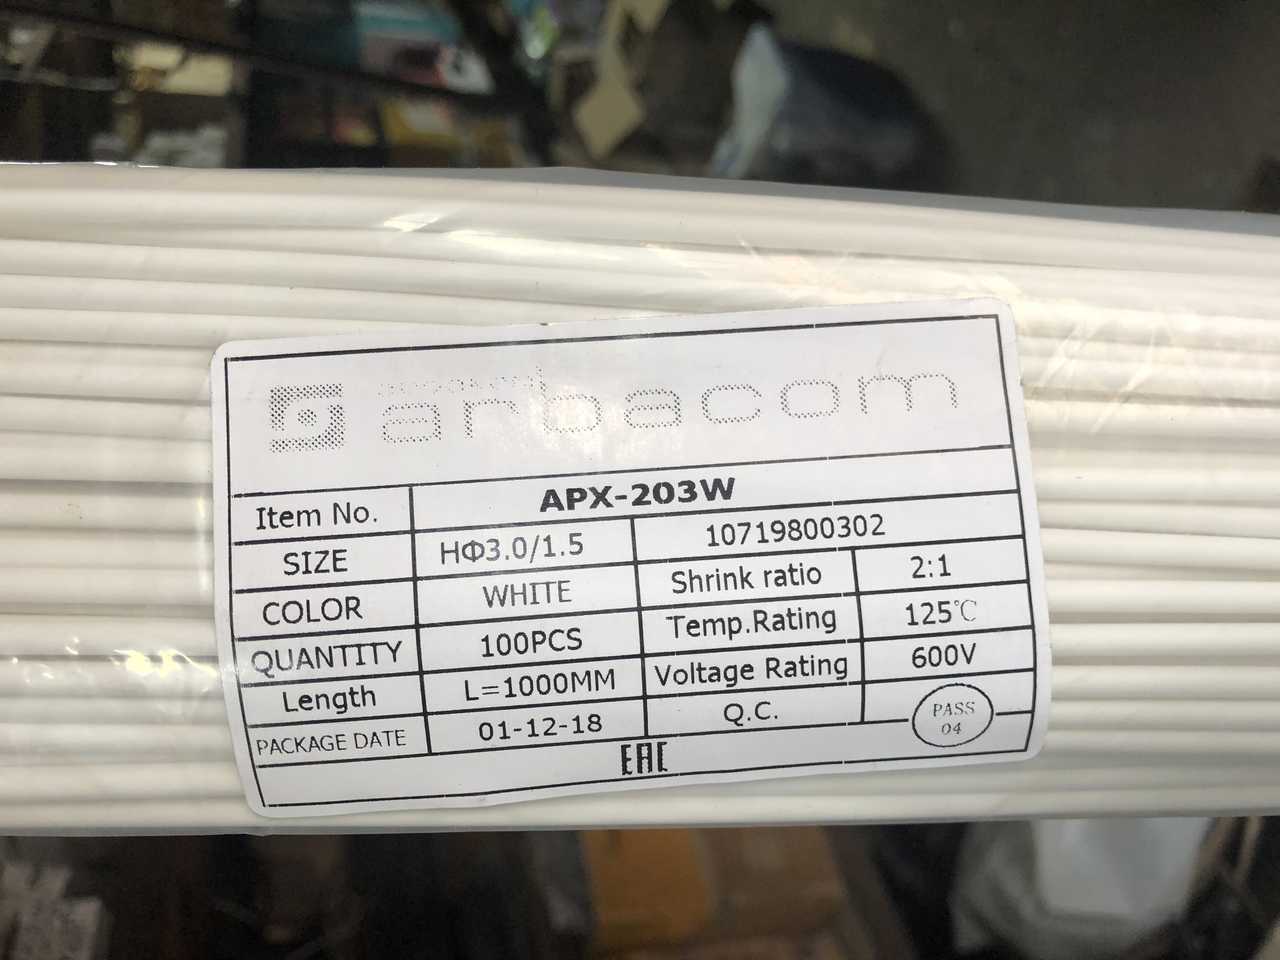 arbacom
Item No. APX-203W
SIZE HΦ3.0/1.5 10719800302
COLOR WHITE Shrink ratio 2:1
QUANTITY 100PCS Temp.Rating 125℃
Length L=1000MM Voltage Rating 600V
PACKAGE DATE 01-12-18 Q.C. PASS
04
EAC